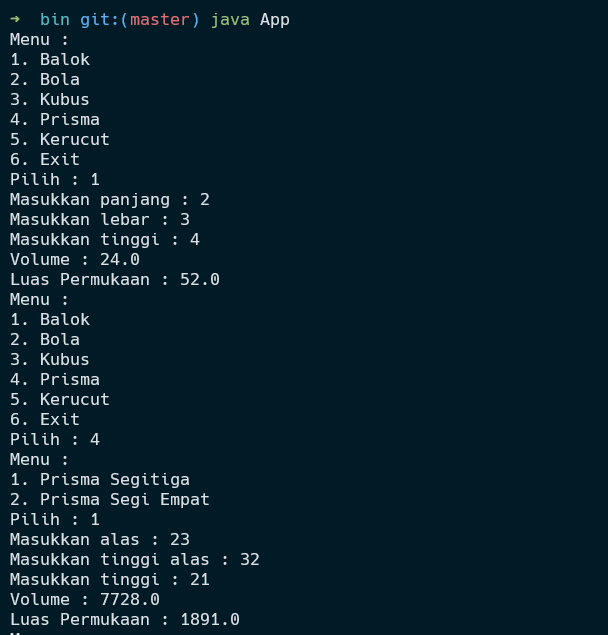 ➜  bin git:(master) java App
Menu :
1. Balok
2. Bola
3. Kubus
4. Prisma
5. Kerucut
6. Exit
Pilih : 1
Masukkan panjang : 2
Masukkan lebar : 3
Masukkan tinggi : 4
Volume : 24.0
Luas Permukaan : 52.0
Menu :
1. Balok
2. Bola
3. Kubus
4. Prisma
5. Kerucut
6. Exit
Pilih : 4
Menu :
1. Prisma Segitiga
2. Prisma Segi Empat
Pilih : 1
Masukkan alas : 23
Masukkan tinggi alas : 32
Masukkan tinggi : 21
Volume : 7728.0
Luas Permukaan : 1891.0